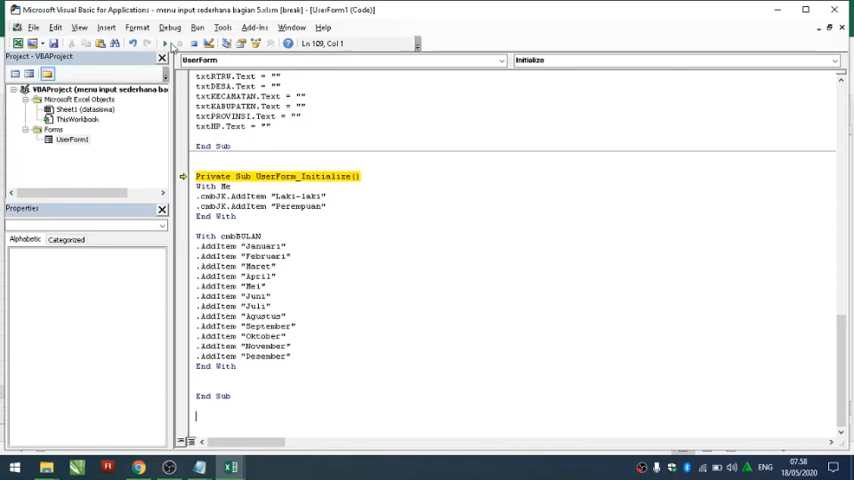 Microsoft Visual Basic for Applications - menu input sederhana bagian 5.xlsm [break] - [UserForm1 (Code)]
File Edit View Insert Format Debug Run Tools Add-Ins Window Help
Ln 109, Col 1
Project - VBAProject
VBAProject (menu input sederhana ba
Microsoft Excel Objects
Sheet1 (datasiswa)
ThisWorkbook
Forms
UserForm1
Properties
Alphabetic Categorized
UserForm Initialize
txtRTRW.Text = ""
txtDESA.Text = ""
txtKECAMATAN.Text = ""
txtKABUPATEN.Text = ""
txtPROVINSI.Text = ""
txtHP.Text = ""
End Sub
Private Sub UserForm_Initialize()
With Me
.cmbJK.AddItem "Laki-laki"
.cmbJK.AddItem "Perempuan"
End With
With cmbBULAN
.AddItem "Januari"
.AddItem "Februari"
.AddItem "Maret"
.AddItem "April"
.AddItem "Mei"
.AddItem "Juni"
.AddItem "Juli"
.AddItem "Agustus"
.AddItem "September"
.AddItem "Oktober"
.AddItem "November"
.AddItem "Desember"
End With
End Sub
ENG
07.58
18/05/2020